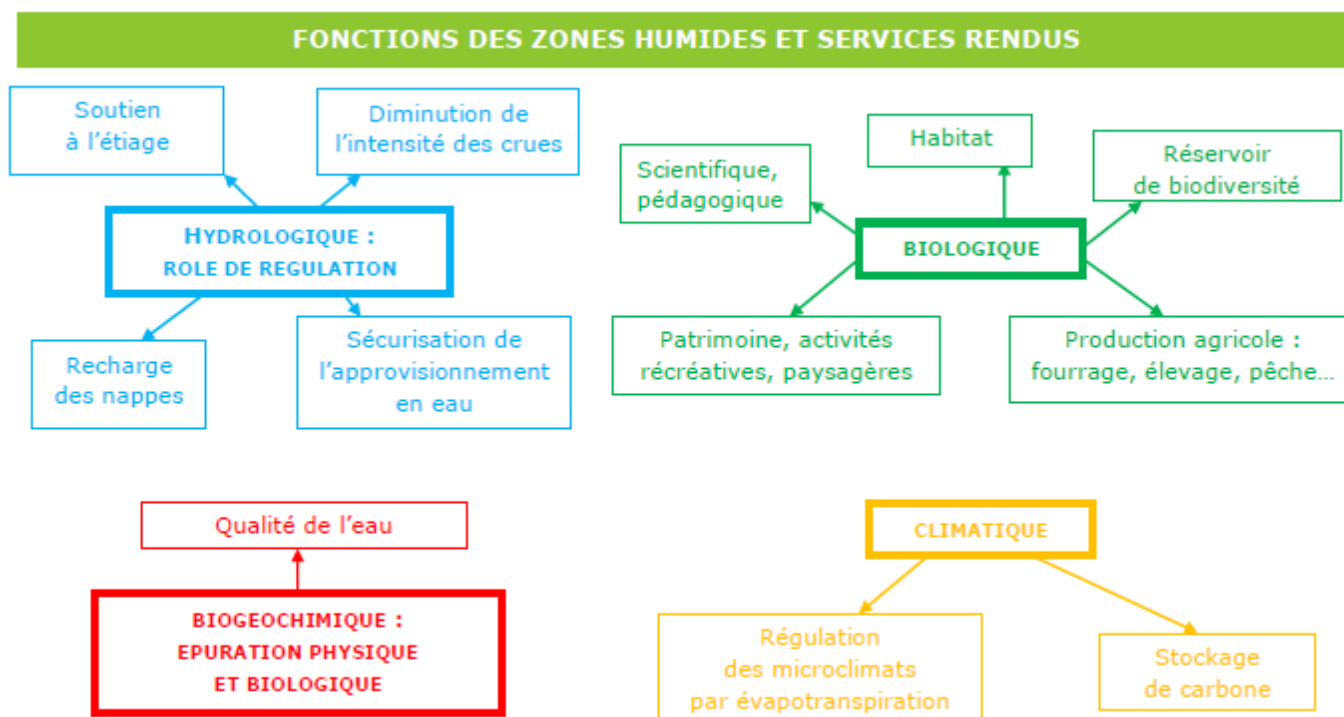 FONCTIONS DES ZONES HUMIDES ET SERVICES RENDUS
Soutien
à l’étiage
Diminution de
l’intensité des crues
HYDROLOGIQUE :
ROLE DE REGULATION
Recharge
des nappes
Sécurisation de
l’approvisionnement
en eau
Scientifique,
pédagogique
Habitat
Réservoir
de biodiversité
BIOLOGIQUE
Patrimoine, activités
récréatives, paysagères
Production agricole :
fourrage, élevage, pêche…
Qualité de l’eau
BIOGEOCHIMIQUE :
EPURATION PHYSIQUE
ET BIOLOGIQUE
CLIMATIQUE
Régulation
des microclimats
par évapotranspiration
Stockage
de carbone